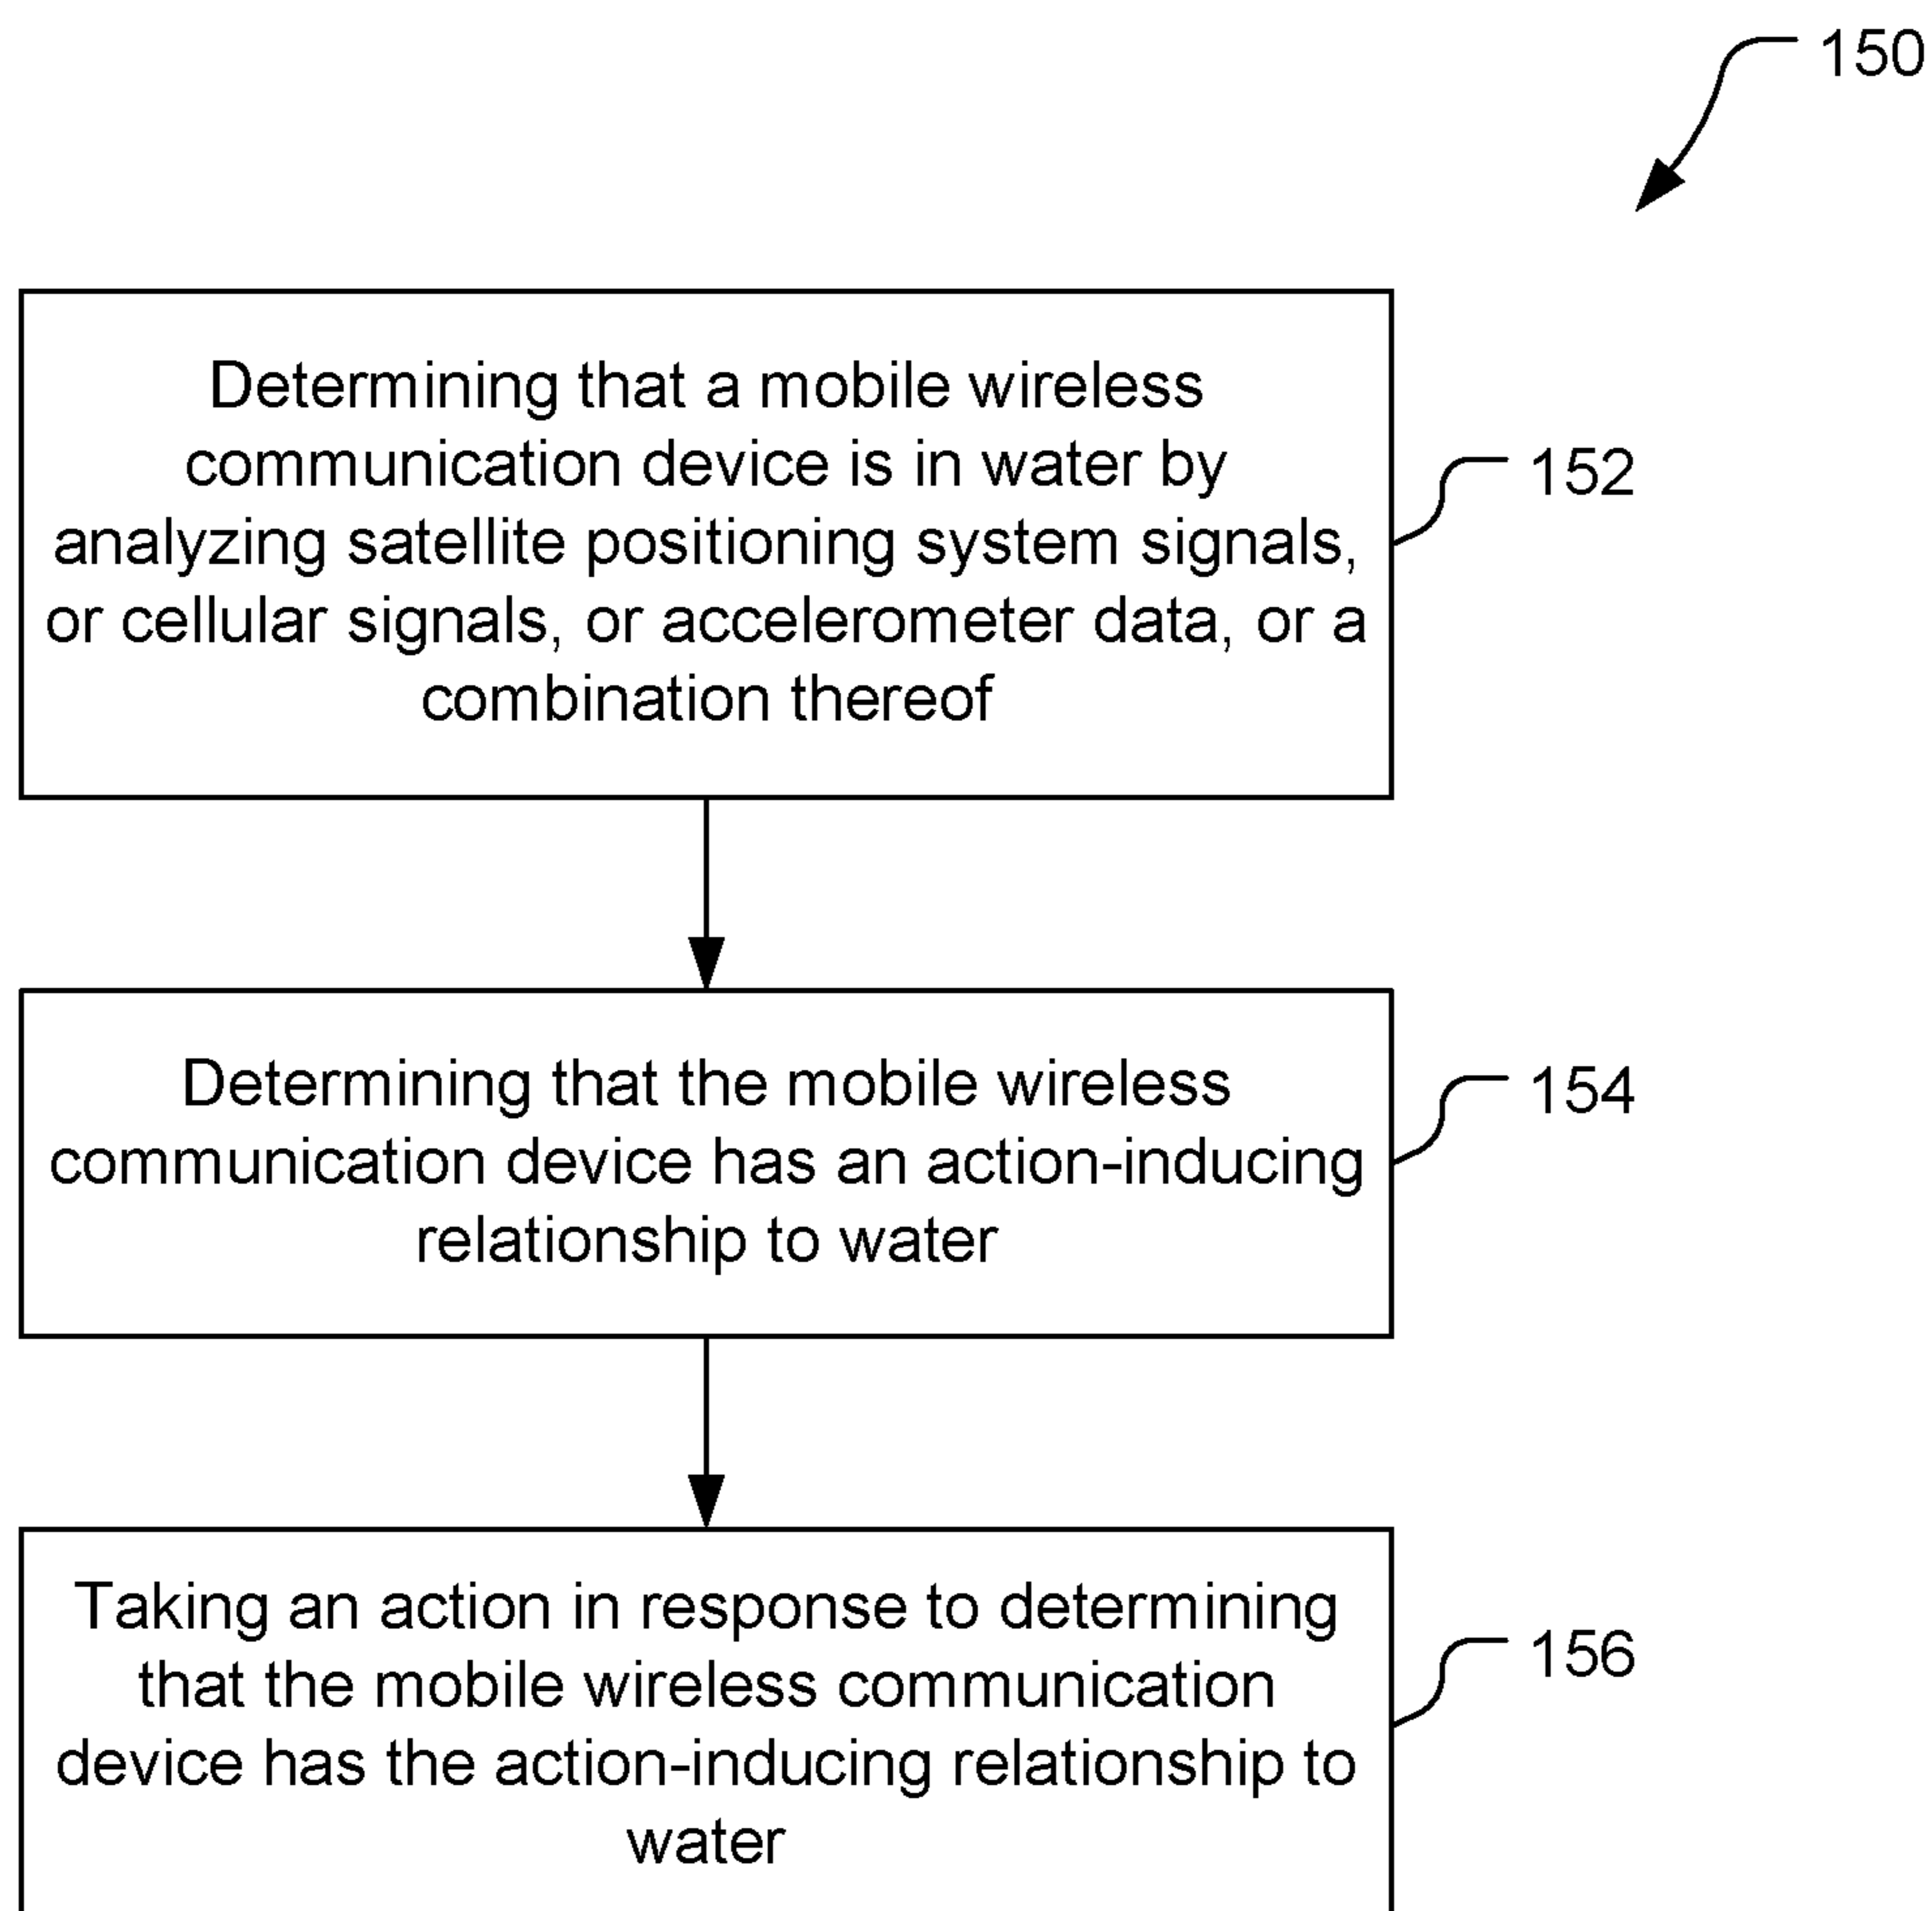 150
Determining that a mobile wireless
communication device is in water by
analyzing satellite positioning system signals,
or cellular signals, or accelerometer data, or a
combination thereof
152
Determining that the mobile wireless
communication device has an action-inducing
relationship to water
154
Taking an action in response to determining
that the mobile wireless communication
device has the action-inducing relationship to
water
156